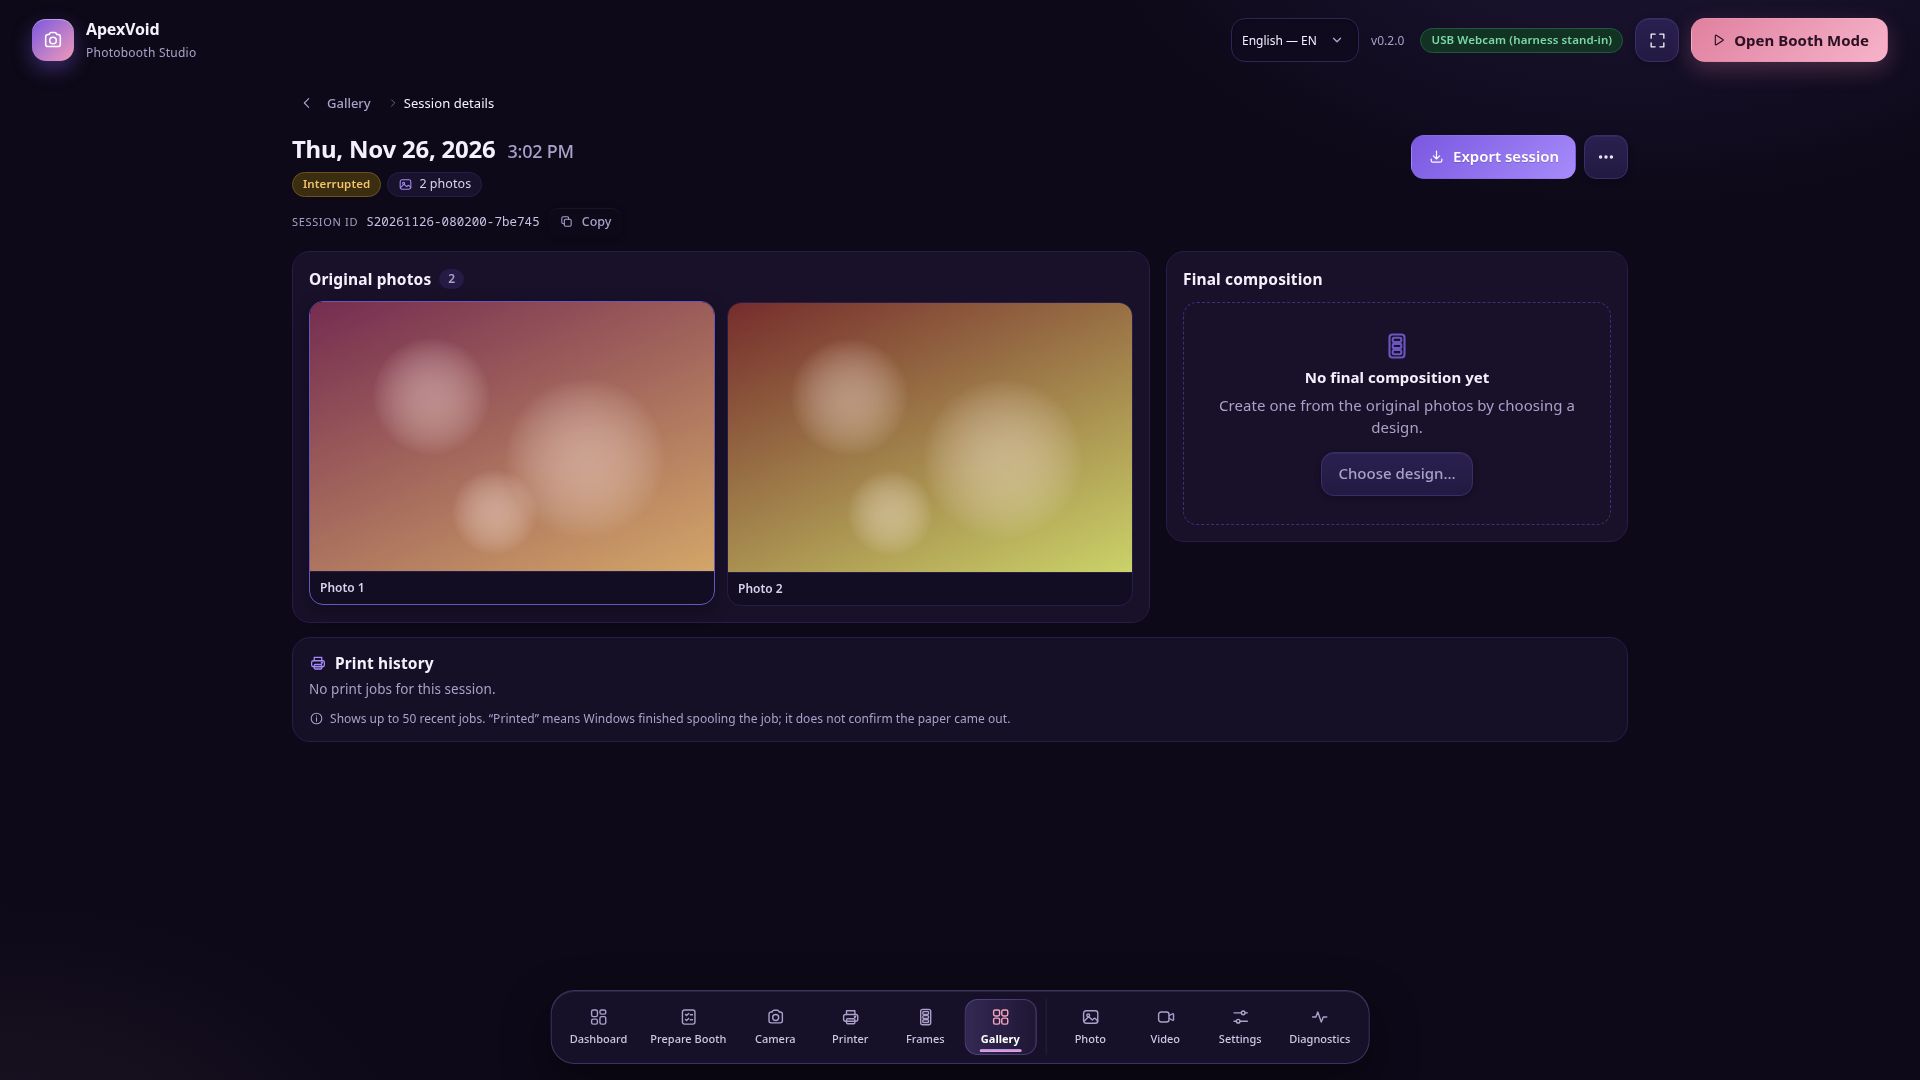 ApexVoid
Photobooth Studio
English — EN
v0.2.0
USB Webcam (harness stand-in)
Open Booth Mode
Gallery
Session details
Thu, Nov 26, 2026 3:02 PM
Interrupted
2 photos
SESSION ID S20261126-080200-7be745
Copy
Export session
Original photos 2
Photo 1
Photo 2
Final composition
No final composition yet
Create one from the original photos by choosing a
design.
Choose design...
Print history
No print jobs for this session.
Shows up to 50 recent jobs. “Printed” means Windows finished spooling the job; it does not confirm the paper came out.
Dashboard
Prepare Booth
Camera
Printer
Frames
Gallery
Photo
Video
Settings
Diagnostics